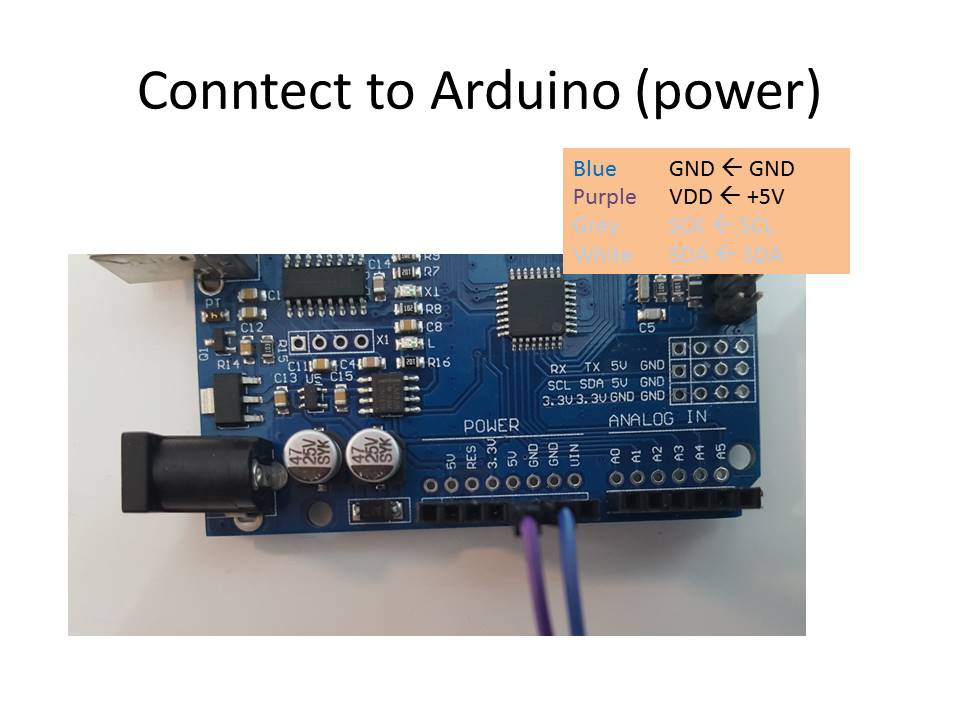 Conntect to Arduino (power)
Blue GND ← GND
Purple VDD ← +5V
Grey SCK ← SCL
White SDA ← SDA
R9
C14
R7
PT
C1
X1
R8
C12
C8
C5
X1
L
Q1
R15
R14
C11
C4
R16
RX TX 5V GND
C13
U5
C15
SCL SDA 5V GND
3.3V 3.3V GND GND
POWER
ANALOG IN
47
25V
SYK
47
25V
SYK
5V RES 3.3V 5V GND GND VIN
A0 A1 A2 A3 A4 A5